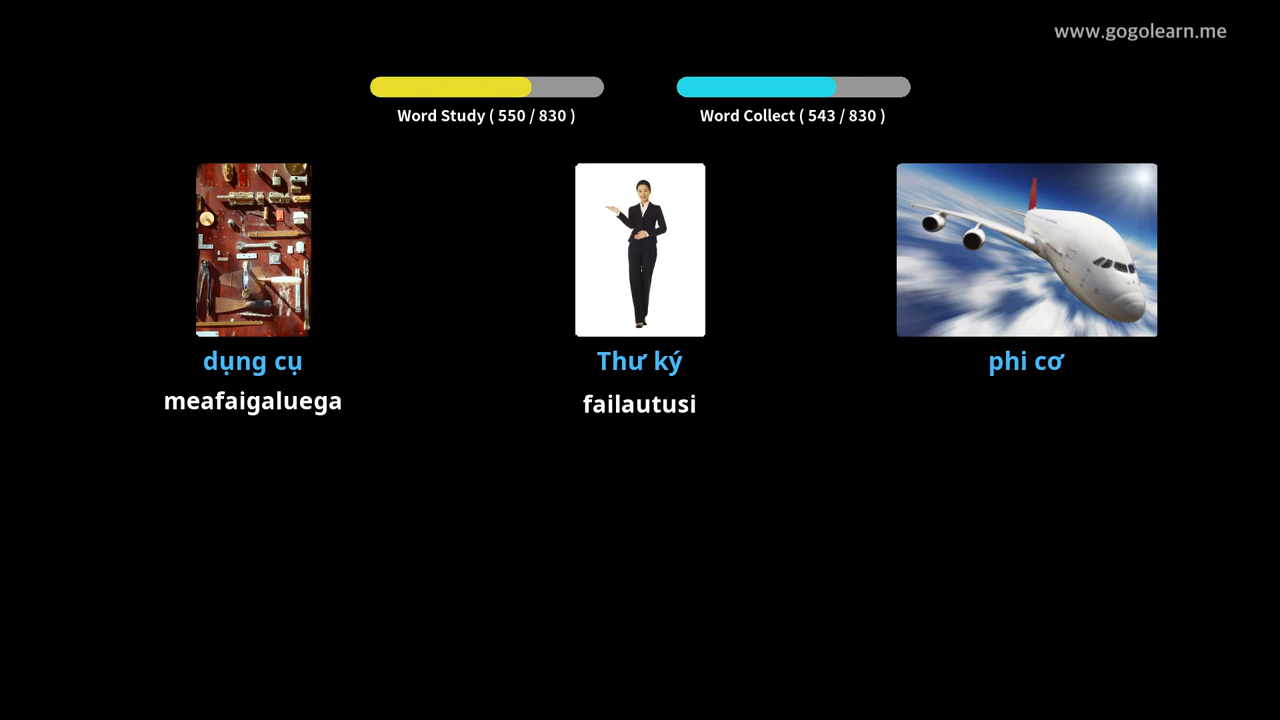 www.gogolearn.me
Word Study ( 550 / 830 )
Word Collect ( 543 / 830 )
dụng cụ
Thư ký
phi cơ
meafaigaluega
failautusi